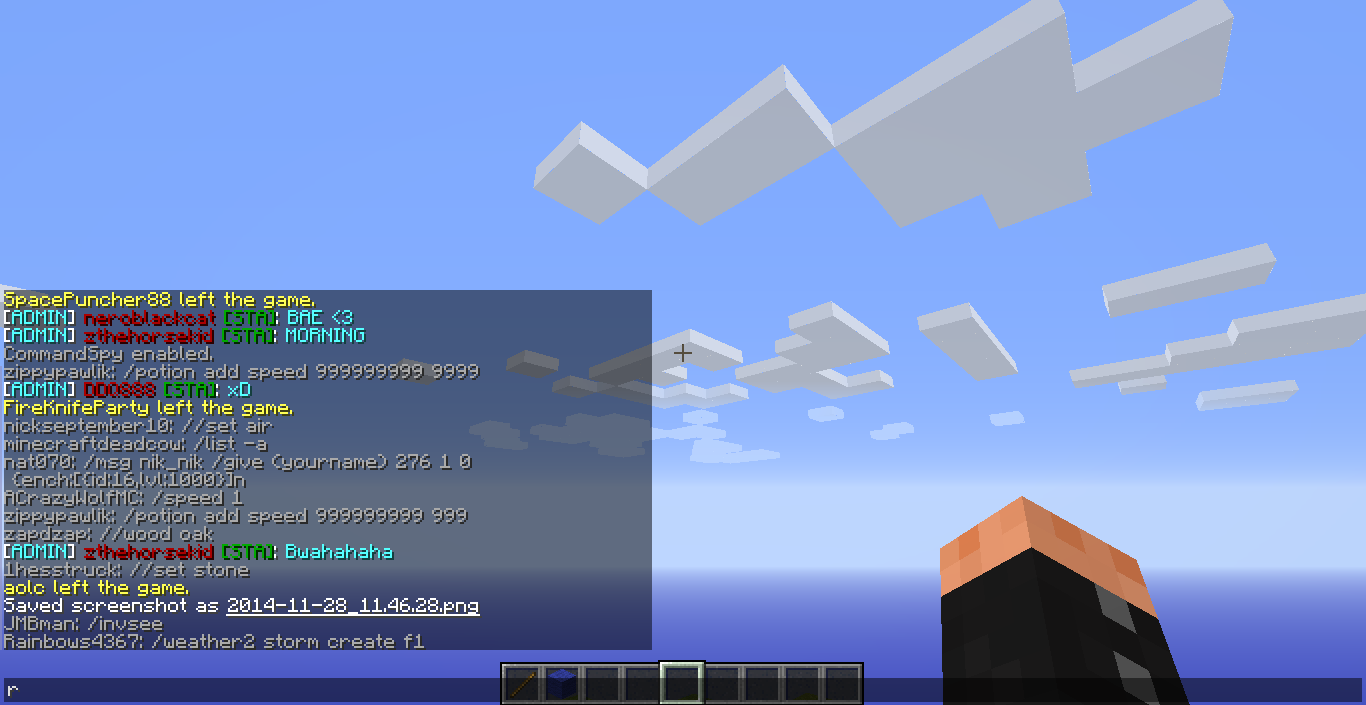 SpacePuncher88 left the game.
[ADMIN] neroblackcat [STA]: BAE <3
[ADMIN] zthehorsekid [STA]: MORNING
CommandSpy enabled.
zippypawlik: /potion add speed 999999999 9999
[ADMIN] DDQ888 [STA]: xD
FireKnifeParty left the game.
nickseptember10: //set air
minecraftdeadcow: /list -a
nat070: /msg nik_nik /give (yourname) 276 1 0
{ench:[{id:16,lvl:1000}]n
ACrazyWolfMC: /speed 1
zippypawlik: /potion add speed 999999999 999
zapdzap: //wood oak
[ADMIN] zthehorsekid [STA]: Bwahahaha
1hesstruck: //set stone
aolc left the game.
Saved screenshot as 2014-11-28_11.46.28.png
JMBman: /invsee
Rainbows4367: /weather2 storm create f1
r